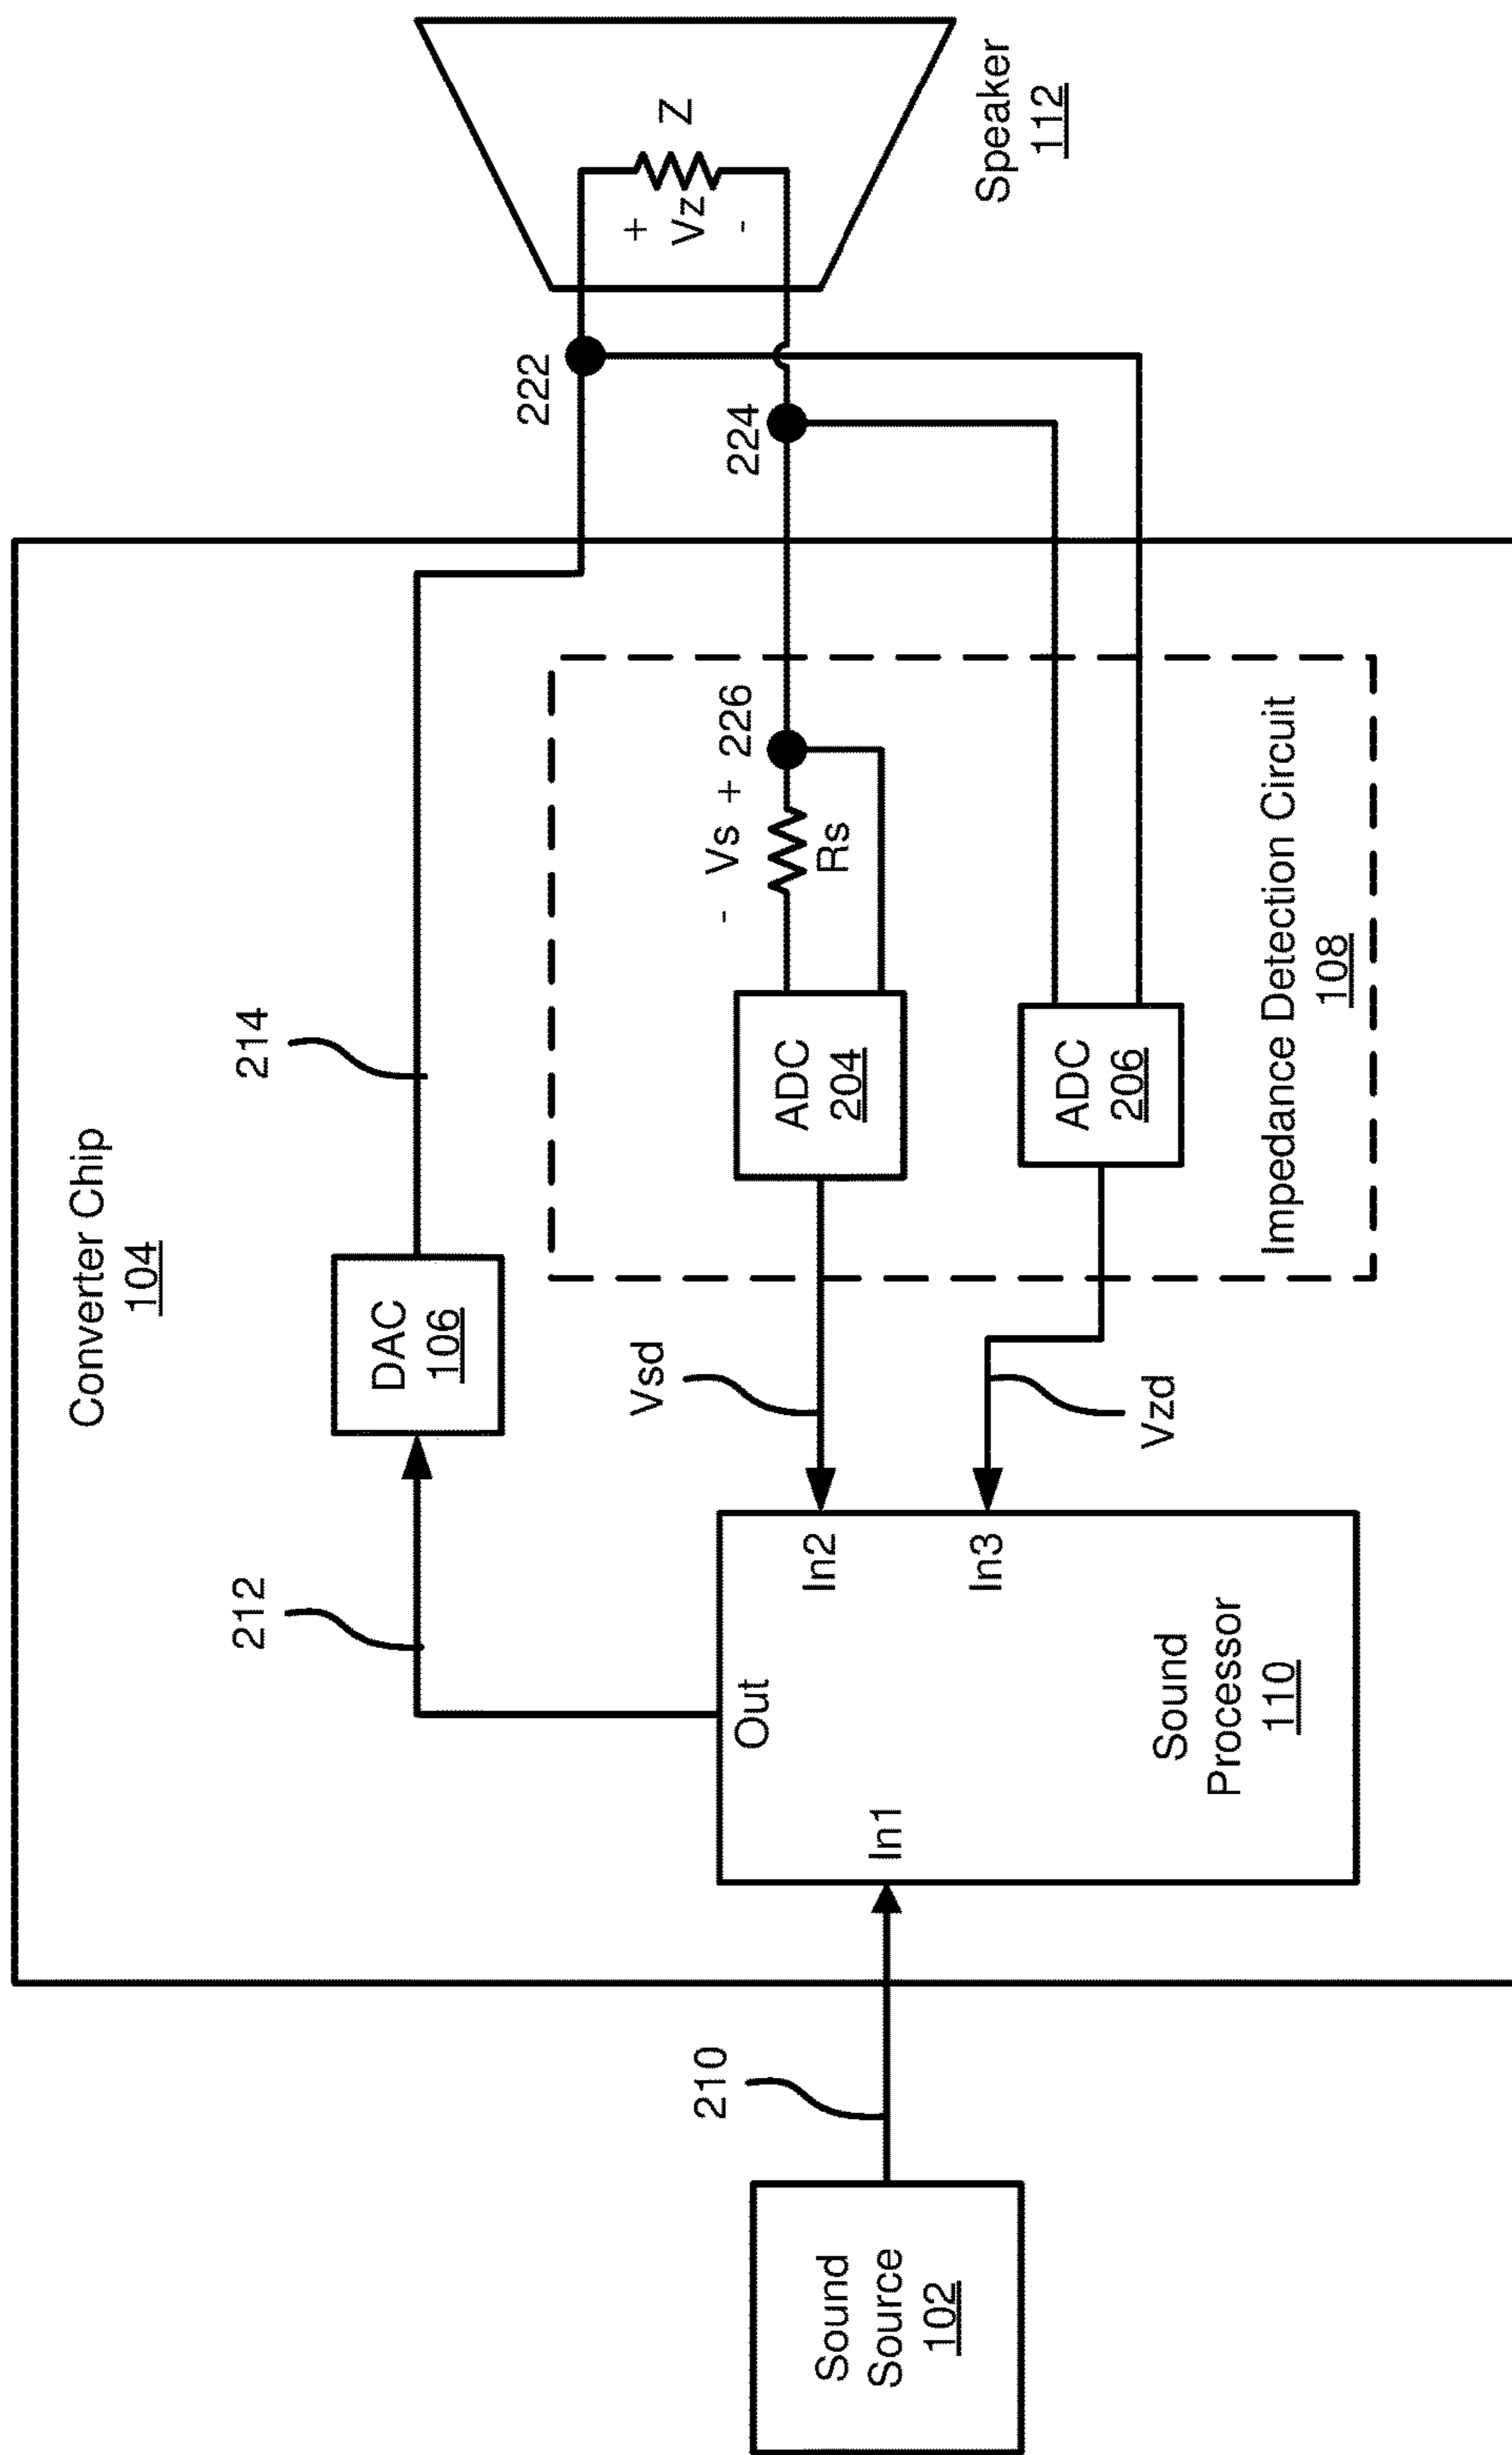 Converter Chip
104
212
DAC
106
214
222
Speaker
112
+
Vz
-
Z
224
226
- Vs +
Rs
ADC
204
ADC
206
Impedance Detection Circuit
108
Vsd
Vzd
Out
In1
In2
In3
Sound
Processor
110
210
Sound
Source
102